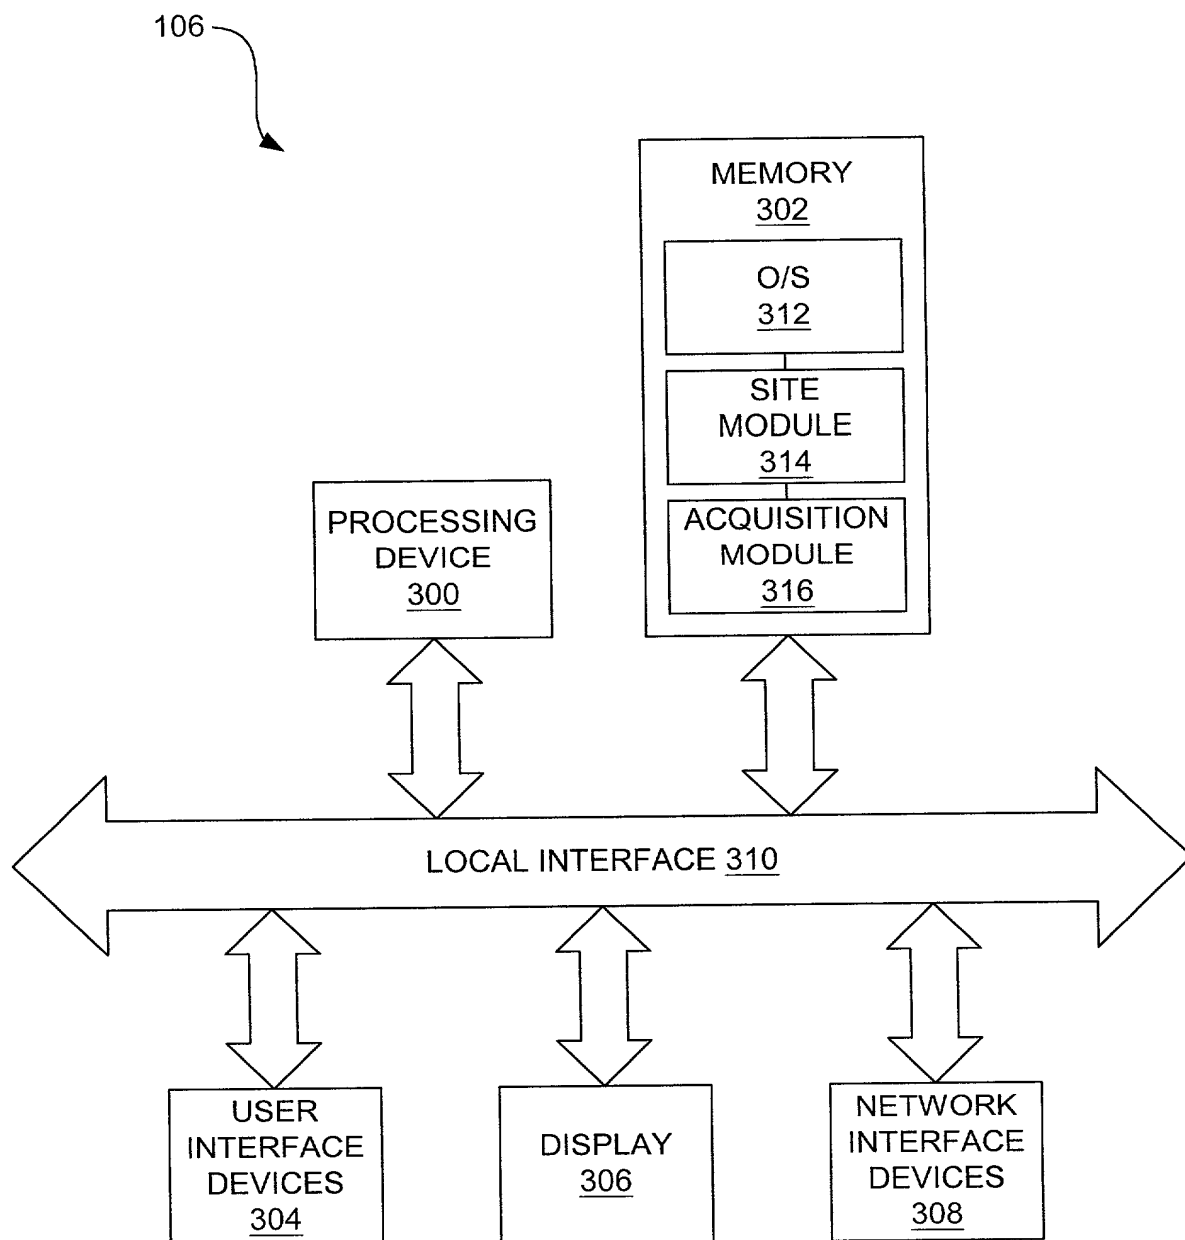 106
MEMORY
302
O/S
312
SITE
MODULE
314
ACQUISITION
MODULE
316
PROCESSING
DEVICE
300
LOCAL INTERFACE 310
USER
INTERFACE
DEVICES
304
DISPLAY
306
NETWORK
INTERFACE
DEVICES
308